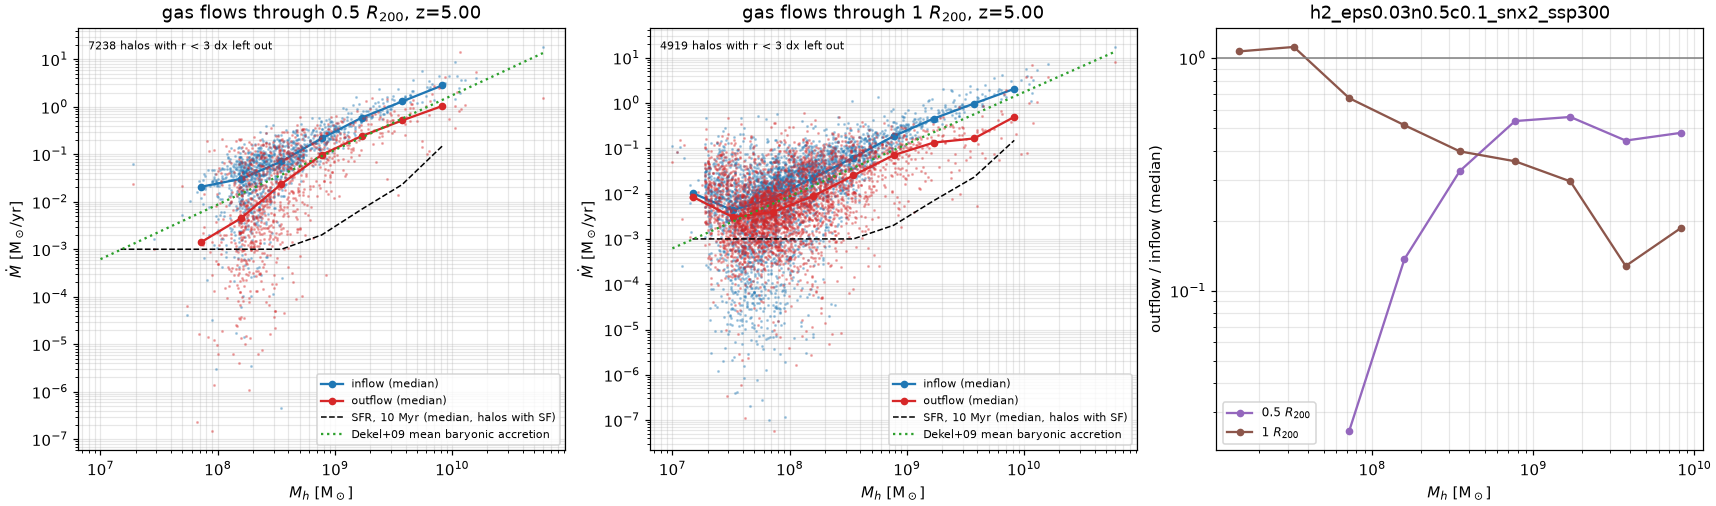 gas flows through 0.5 R₂₀₀, z=5.00
7238 halos with r < 3 dx left out
10¹
10⁰
10⁻¹
10⁻²
10⁻³
10⁻⁴
10⁻⁵
10⁻⁶
10⁻⁷
Ṁ [M⊙/yr]
inflow (median)
outflow (median)
SFR, 10 Myr (median, halos with SF)
Dekel+09 mean baryonic accretion
10⁷ 10⁸ 10⁹ 10¹⁰
Mₕ [M⊙]
gas flows through 1 R₂₀₀, z=5.00
4919 halos with r < 3 dx left out
10¹
10⁰
10⁻¹
10⁻²
10⁻³
10⁻⁴
10⁻⁵
10⁻⁶
10⁻⁷
Ṁ [M⊙/yr]
inflow (median)
outflow (median)
SFR, 10 Myr (median, halos with SF)
Dekel+09 mean baryonic accretion
10⁷ 10⁸ 10⁹ 10¹⁰
Mₕ [M⊙]
h2_eps0.03n0.5c0.1_snx2_ssp300
10⁰
10⁻¹
outflow / inflow (median)
0.5 R₂₀₀
1 R₂₀₀
10⁸ 10⁹ 10¹⁰
Mₕ [M⊙]